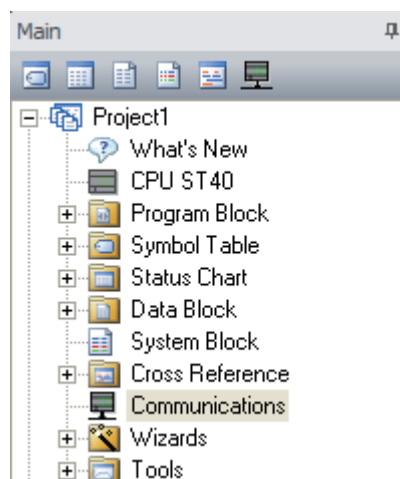 Main
Project1
What's New
CPU ST40
Program Block
Symbol Table
Status Chart
Data Block
System Block
Cross Reference
Communications
Wizards
Tools